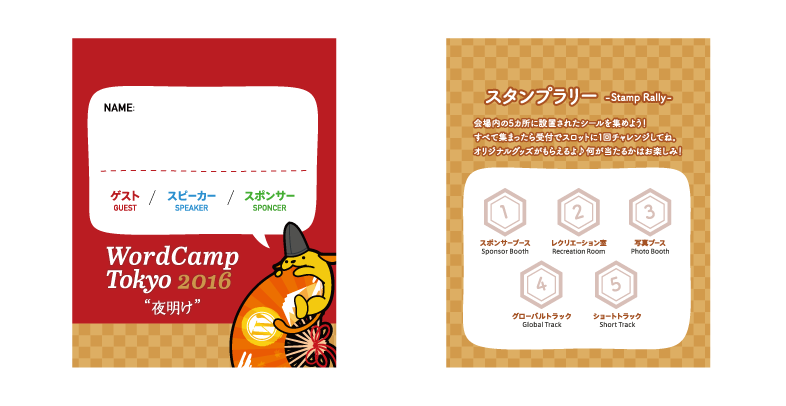 NAME:
ゲスト / スピーカー / スポンサー
GUEST SPEAKER SPONCER
WordCamp
Tokyo 2016
“夜明け”
スタンプラリー -Stamp Rally-
会場内の5カ所に設置されたシールを集めよう!
すべて集まったら受付でスロットに1回チャレンジしてね。
オリジナルグッズがもらえるよ♪何が当たるかはお楽しみ!
1 2 3
スポンサーブース レクリエーション室 写真ブース
Sponsor Booth Recreation Room Photo Booth
4 5
グローバルトラック ショートトラック
Global Track Short Track